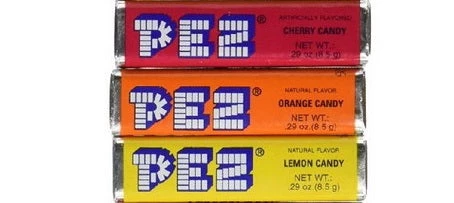 PEZ®
ARTIFICIALLY FLAVORED
CHERRY CANDY
NET WT.:
.29 oz (8.5 g)
PEZ®
NATURAL FLAVOR
ORANGE CANDY
NET WT.:
.29 oz.(8.5 g)
PEZ®
NATURAL FLAVOR
LEMON CANDY
NET WT.:
.29 oz (8.5 g)